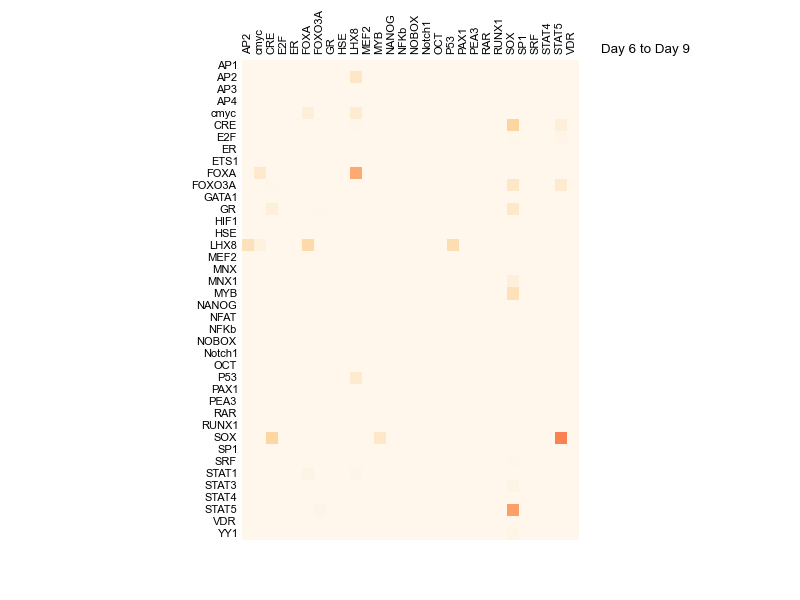 AP2 cmyc CRE E2F ER FOXA FOXO3A GR HSE LHX8 MEF2 MYB NANOG NFKb NOBOX Notch1 OCT P53 PAX1 PEA3 RAR RUNX1 SOX SP1 SRF STAT4 STAT5 VDR
Day 6 to Day 9
AP1
AP2
AP3
AP4
cmyc
CRE
E2F
ER
ETS1
FOXA
FOXO3A
GATA1
GR
HIF1
HSE
LHX8
MEF2
MNX
MNX1
MYB
NANOG
NFAT
NFKb
NOBOX
Notch1
OCT
P53
PAX1
PEA3
RAR
RUNX1
SOX
SP1
SRF
STAT1
STAT3
STAT4
STAT5
VDR
YY1